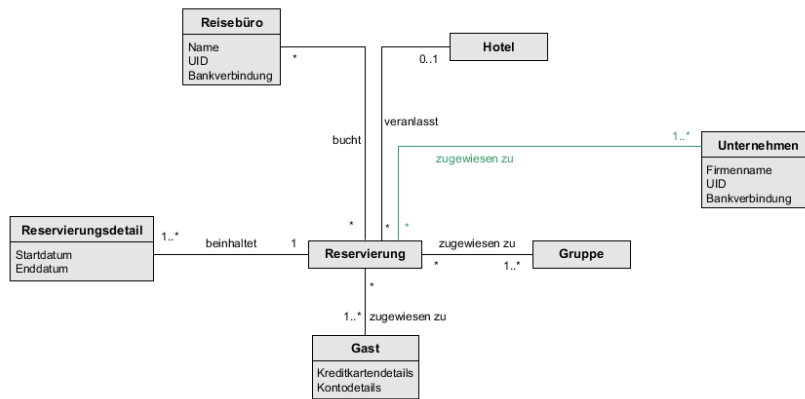 Reisebüro
Name
UID
Bankverbindung
*
Hotel
0..1
bucht
veranlasst
1..*
zugewiesen zu
Unternehmen
Firmenname
UID
Bankverbindung
Reservierungsdetail
Startdatum
Enddatum
1..*
beinhaltet
1
*
*
*
Reservierung
zugewiesen zu
*
1..*
Gruppe
*
1..*
zugewiesen zu
Gast
Kreditkartendetails
Kontodetails